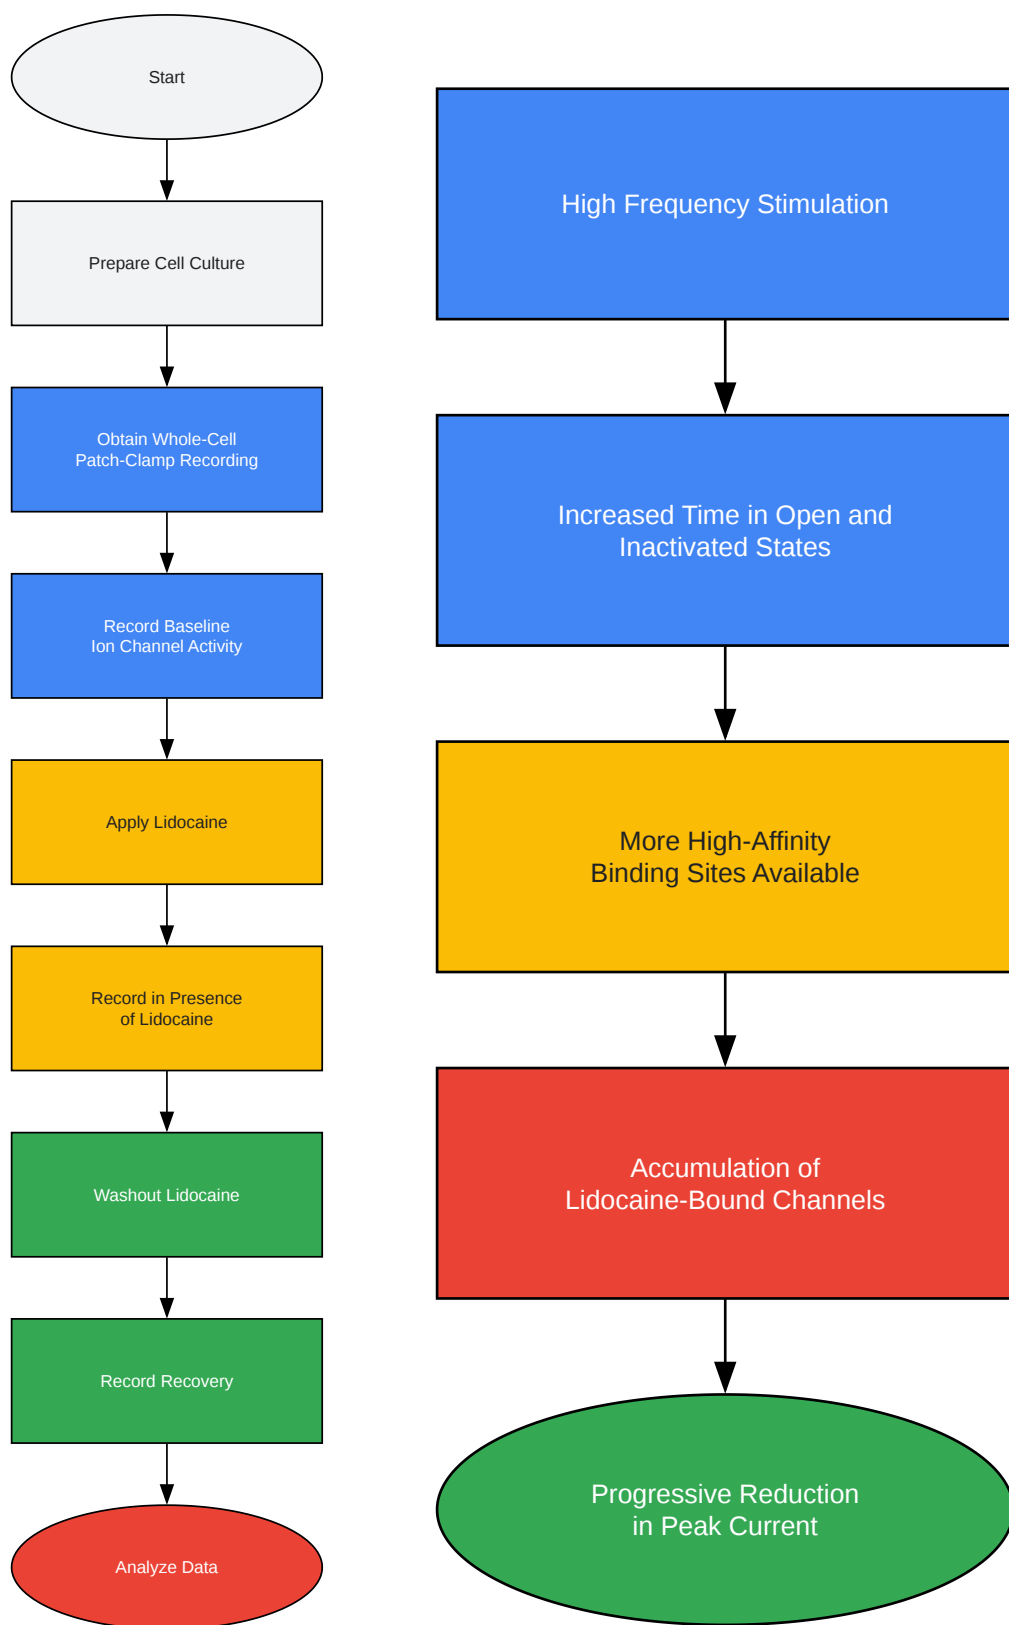 Start
Prepare Cell Culture
Obtain Whole-Cell
Patch-Clamp Recording
Record Baseline
Ion Channel Activity
Apply Lidocaine
Record in Presence
of Lidocaine
Washout Lidocaine
Record Recovery
Analyze Data
High Frequency Stimulation
Increased Time in Open and
Inactivated States
More High-Affinity
Binding Sites Available
Accumulation of
Lidocaine-Bound Channels
Progressive Reduction
in Peak Current